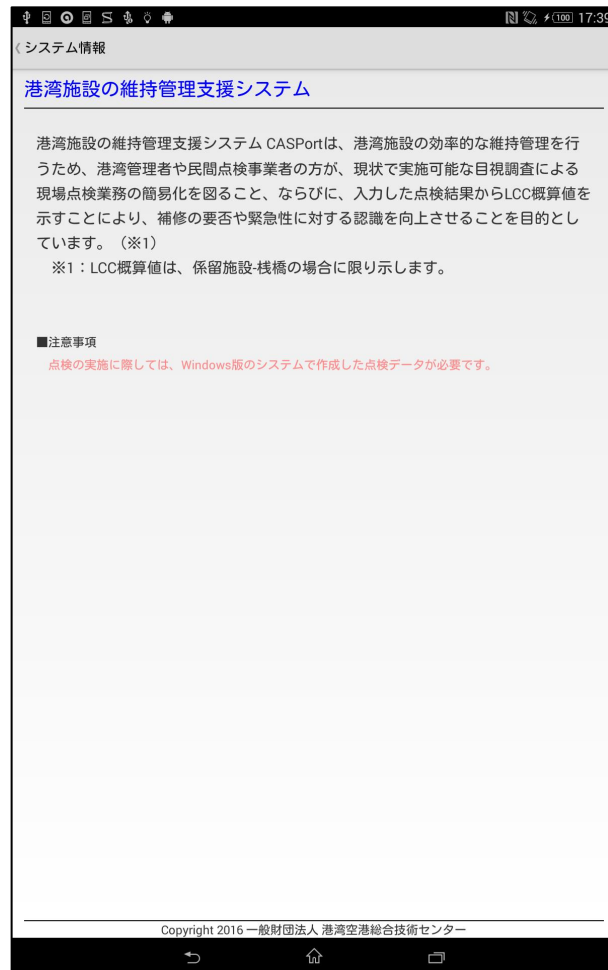 100 17:39
システム情報
港湾施設の維持管理支援システム
港湾施設の維持管理支援システム CASPortは、港湾施設の効率的な維持管理を行
うため、港湾管理者や民間点検事業者の方が、現状で実施可能な目視調査による
現場点検業務の簡易化を図ること、ならびに、入力した点検結果からLCC概算値を
示すことにより、補修の要否や緊急性に対する認識を向上させることを目的とし
ています。（※1）
※1：LCC概算値は、係留施設-桟橋の場合に限り示します。
■注意事項
点検の実施に際しては、Windows版のシステムで作成した点検データが必要です。
Copyright 2016 一般財団法人 港湾空港総合技術センター